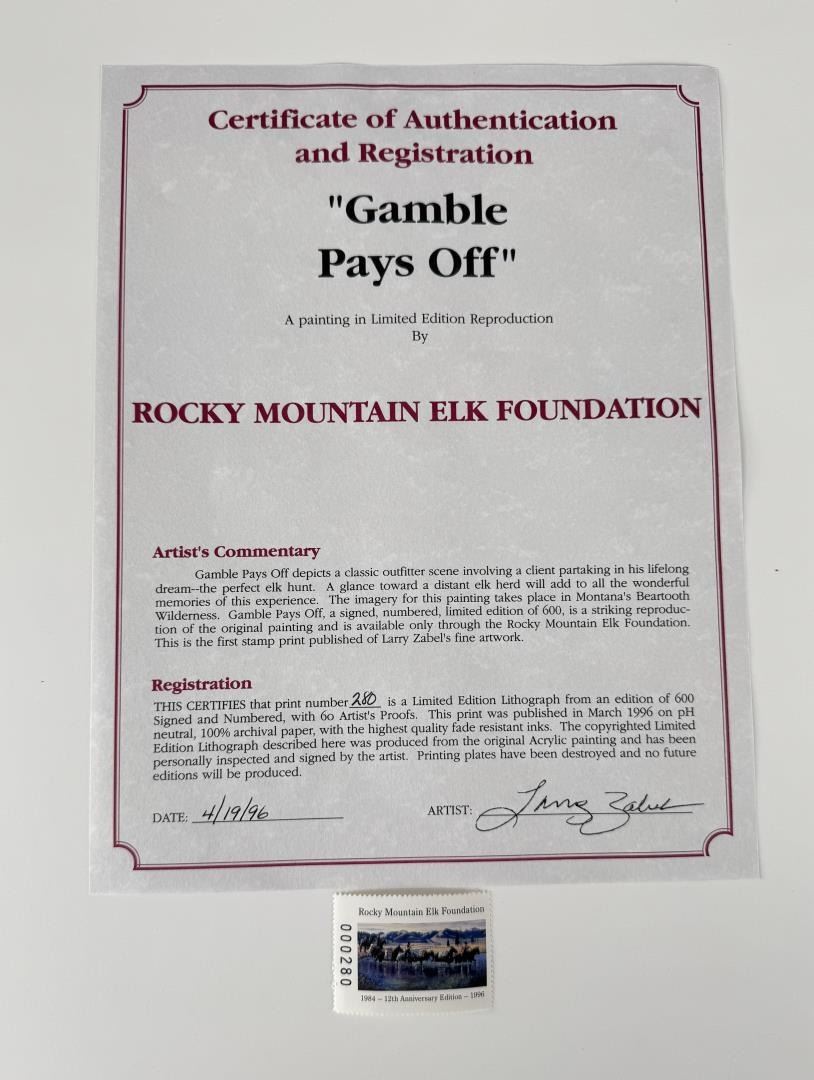 Certificate of Authentication
and Registration
"Gamble
Pays Off"
A painting in Limited Edition Reproduction
By
ROCKY MOUNTAIN ELK FOUNDATION
Artist's Commentary
Gamble Pays Off depicts a classic outfitter scene involving a client partaking in his lifelong
dream--the perfect elk hunt. A glance toward a distant elk herd will add to all the wonderful
memories of this experience. The imagery for this painting takes place in Montana's Beartooth
Wilderness. Gamble Pays Off, a signed, numbered, limited edition of 600, is a striking reproduc-
tion of the original painting and is available only through the Rocky Mountain Elk Foundation.
This is the first stamp print published of Larry Zabel's fine artwork.
Registration
THIS CERTIFIES that print number 280 is a Limited Edition Lithograph from an edition of 600
Signed and Numbered, with 60 Artist's Proofs. This print was published in March 1996 on pH
neutral, 100% archival paper, with the highest quality fade resistant inks. The copyrighted Limited
Edition Lithograph described here was produced from the original Acrylic painting and has been
personally inspected and signed by the artist. Printing plates have been destroyed and no future
editions will be produced.
DATE: 4/19/96 ARTIST: Larry Zabel
Rocky Mountain Elk Foundation
000280
1984 – 12th Anniversary Edition – 1996